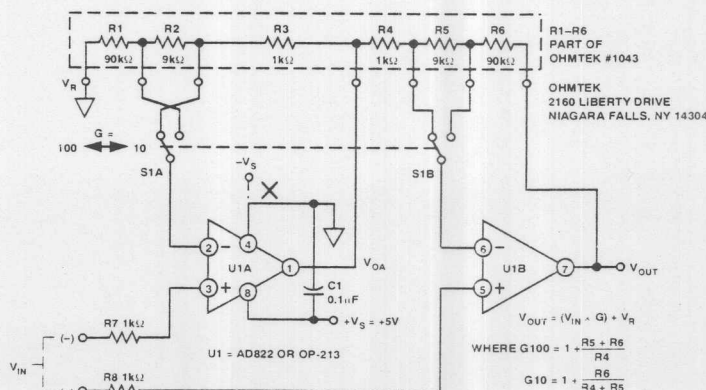 R1 R2 R3 R4 R5 R6
90kΩ 9kΩ 1kΩ 1kΩ 9kΩ 90kΩ
R1–R6
PART OF
OHMTEK #1043
V_R
OHMTEK
2160 LIBERTY DRIVE
NIAGARA FALLS, NY 14304
G =
100 10
S1A
S1B
–V_S
4
2 –
U1A
1
3 +
8
V_OA
C1
0.1µF
+V_S = +5V
6 –
U1B
7
5 +
V_OUT
R7 1kΩ
(–)
V_IN
R8 1kΩ
U1 = AD822 OR OP-213
V_OUT = (V_IN × G) + V_R
WHERE G100 = 1 + R5 + R6 / R4
G10 = 1 + R6 / R4 + R5